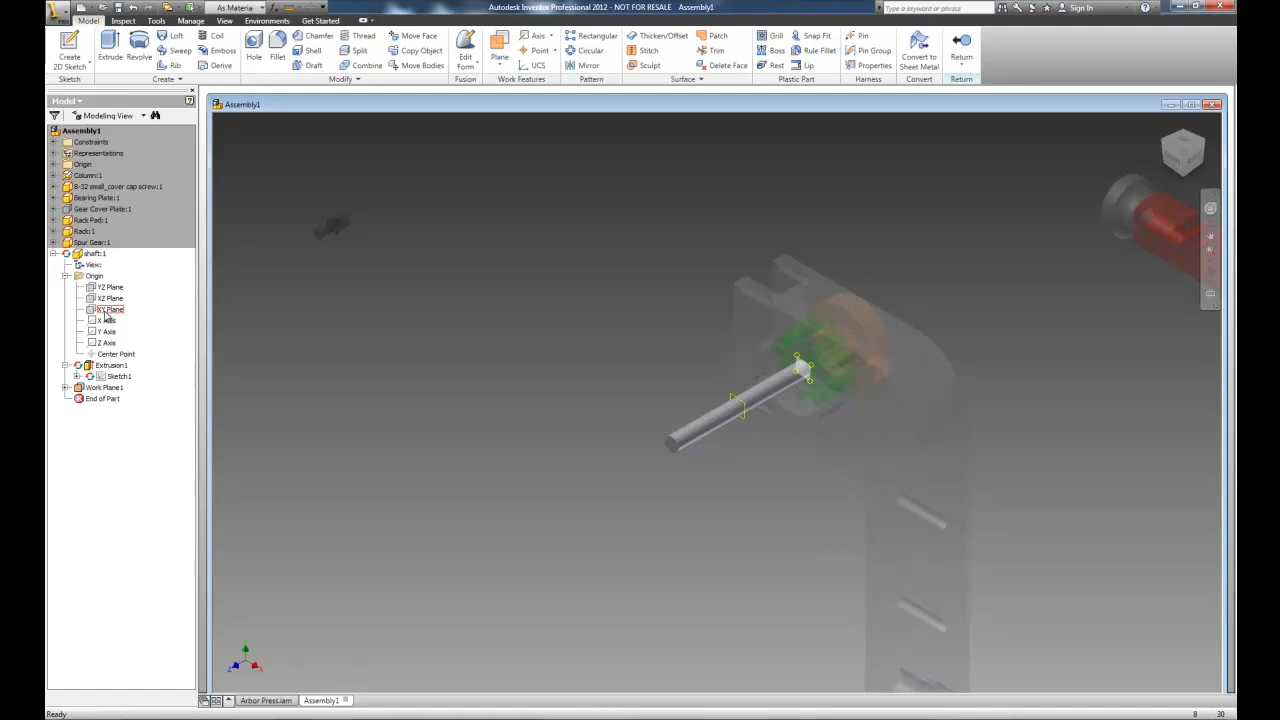 As Material
Autodesk Inventor Professional 2012 - NOT FOR RESALE Assembly1
Type a keyword or phrase
Sign In
PRO
Model Inspect Tools Manage View Environments Get Started
Create 2D Sketch
Sketch
Extrude Revolve Loft Sweep Rib Coil Emboss Derive
Create
Hole Fillet Chamfer Shell Draft Thread Split Combine Move Face Copy Object Move Bodies
Modify
Edit Form
Fusion
Plane Axis Point UCS
Work Features
Rectangular Circular Mirror
Pattern
Thicken/Offset Stitch Sculpt Patch Trim Delete Face
Surface
Grill Boss Rest Snap Fit Rule Fillet Lip
Plastic Part
Pin Pin Group Properties
Harness
Convert to Sheet Metal
Convert
Return
Return
Model
Modeling View
Assembly1
Constraints
Representations
Origin
Column:1
8-32 small_cover cap screw:1
Bearing Plate:1
Gear Cover Plate:1
Rack Pad:1
Rack:1
Spur Gear:1
shaft:1
View:
Origin
YZ Plane
XZ Plane
XY Plane
X Axis
Y Axis
Z Axis
Center Point
Extrusion1
Sketch1
Work Plane1
End of Part
Assembly1
Z X
Arbor Press.iam Assembly1
Ready 8 30